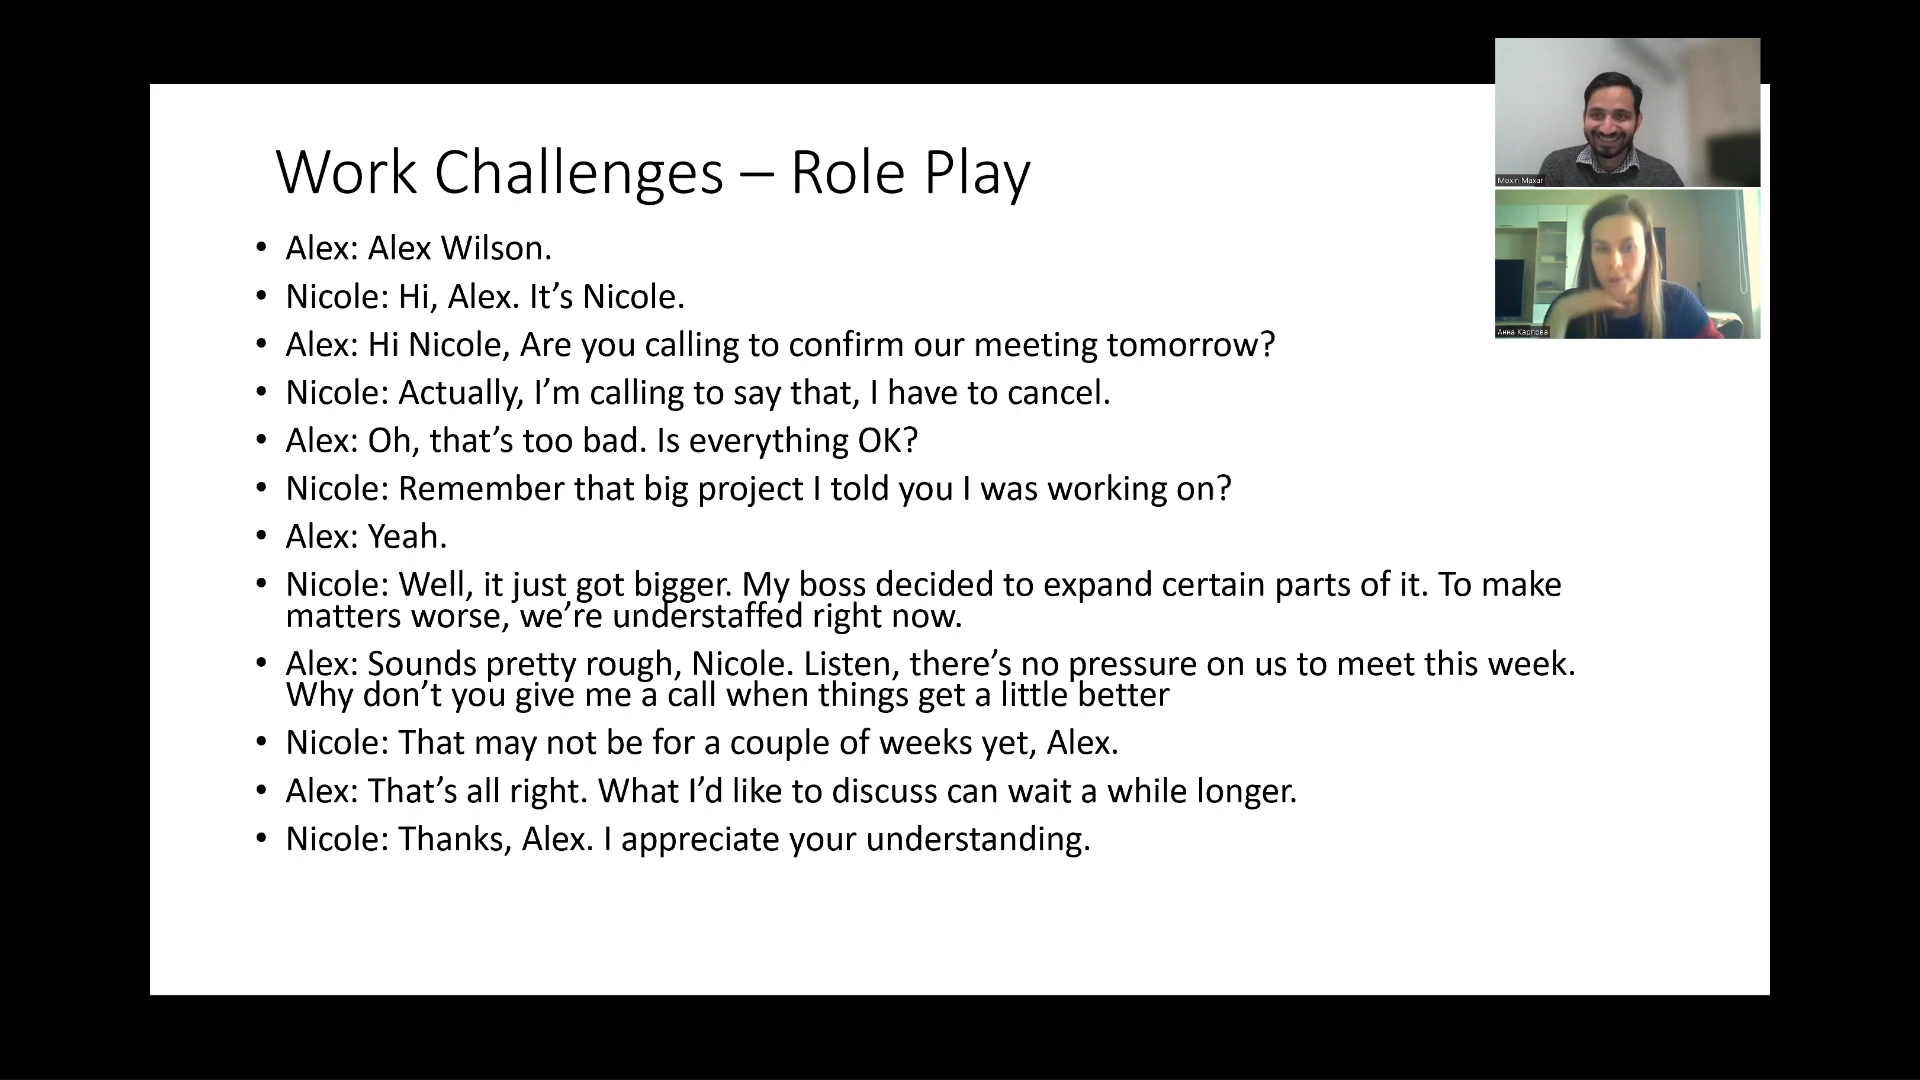 Work Challenges – Role Play
• Alex: Alex Wilson.
• Nicole: Hi, Alex. It’s Nicole.
• Alex: Hi Nicole, Are you calling to confirm our meeting tomorrow?
• Nicole: Actually, I’m calling to say that, I have to cancel.
• Alex: Oh, that’s too bad. Is everything OK?
• Nicole: Remember that big project I told you I was working on?
• Alex: Yeah.
• Nicole: Well, it just got bigger. My boss decided to expand certain parts of it. To make
matters worse, we’re understaffed right now.
• Alex: Sounds pretty rough, Nicole. Listen, there’s no pressure on us to meet this week.
Why don’t you give me a call when things get a little better
• Nicole: That may not be for a couple of weeks yet, Alex.
• Alex: That’s all right. What I’d like to discuss can wait a while longer.
• Nicole: Thanks, Alex. I appreciate your understanding.
Анна Карпова